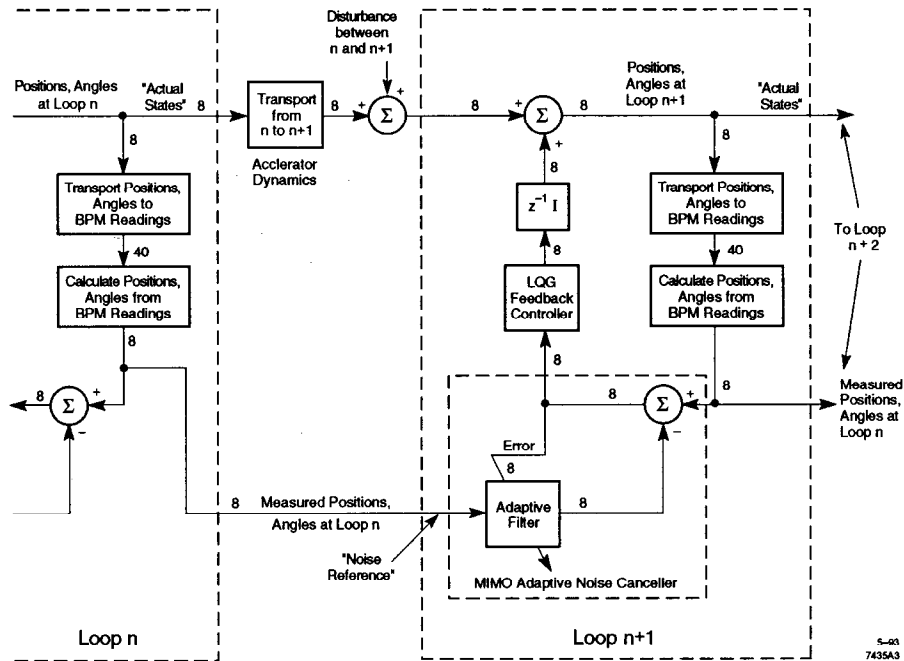 Disturbance
between
n and n+1
Positions, Angles
at Loop n
"Actual
States"
8
8
Transport
from
n to n+1
8
+
+
Σ
8
+
Σ
+
8
Positions,
Angles at
Loop n+1
"Actual
States"
8
Acclerator
Dynamics
Transport Positions,
Angles to
BPM Readings
40
Calculate Positions,
Angles from
BPM Readings
8
8
z⁻¹ I
8
LQG
Feedback
Controller
8
8
Transport Positions,
Angles to
BPM Readings
40
Calculate Positions,
Angles from
BPM Readings
8
To Loop
n + 2
8
Σ
+
−
8
Σ
+
−
Measured
Positions,
Angles at
Loop n
Error
8
Adaptive
Filter
8
8
Measured Positions,
Angles at Loop n
"Noise
Reference"
MIMO Adaptive Noise Canceller
Loop n
Loop n+1
5–93
7435A3